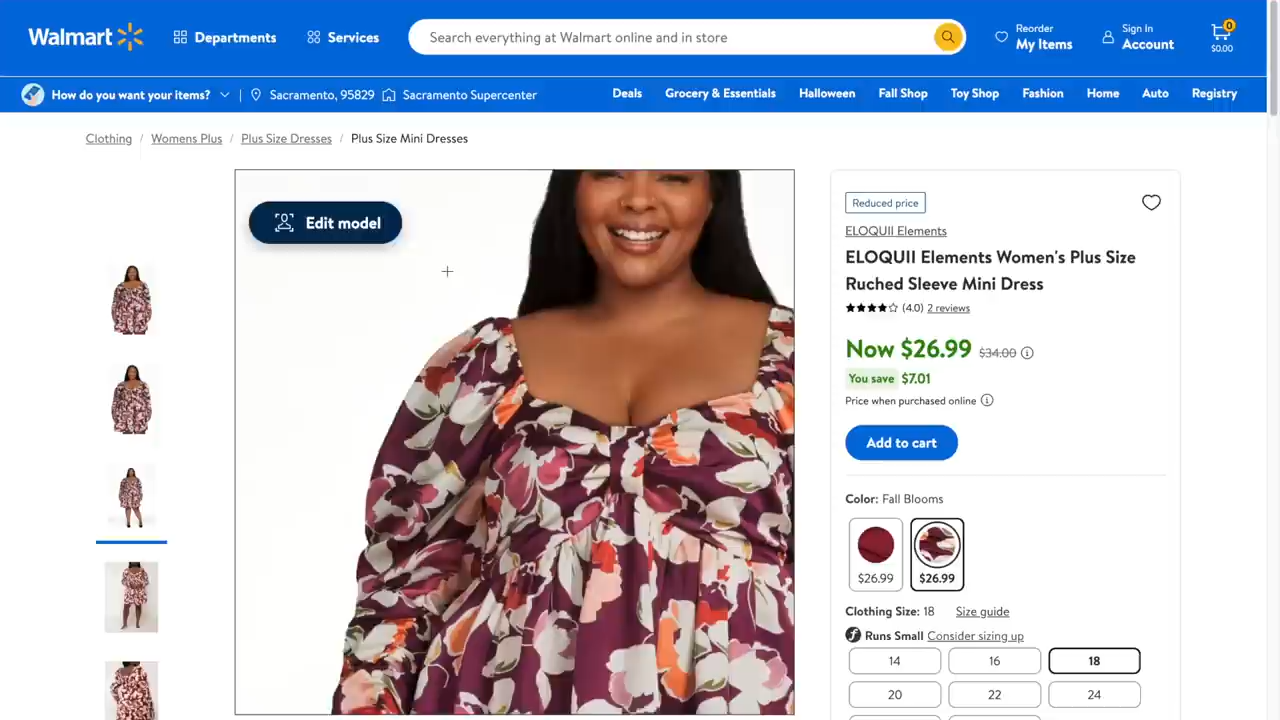 Walmart
Departments
Services
Search everything at Walmart online and in store
Reorder
My Items
Sign In
Account
0
$0.00
How do you want your items?
Sacramento, 95829
Sacramento Supercenter
Deals
Grocery & Essentials
Halloween
Fall Shop
Toy Shop
Fashion
Home
Auto
Registry
Clothing / Womens Plus / Plus Size Dresses / Plus Size Mini Dresses
Edit model
Reduced price
ELOQUII Elements
ELOQUII Elements Women's Plus Size
Ruched Sleeve Mini Dress
(4.0) 2 reviews
Now $26.99 $34.00
You save $7.01
Price when purchased online
Add to cart
Color: Fall Blooms
$26.99
$26.99
Clothing Size: 18 Size guide
Runs Small Consider sizing up
14
16
18
20
22
24